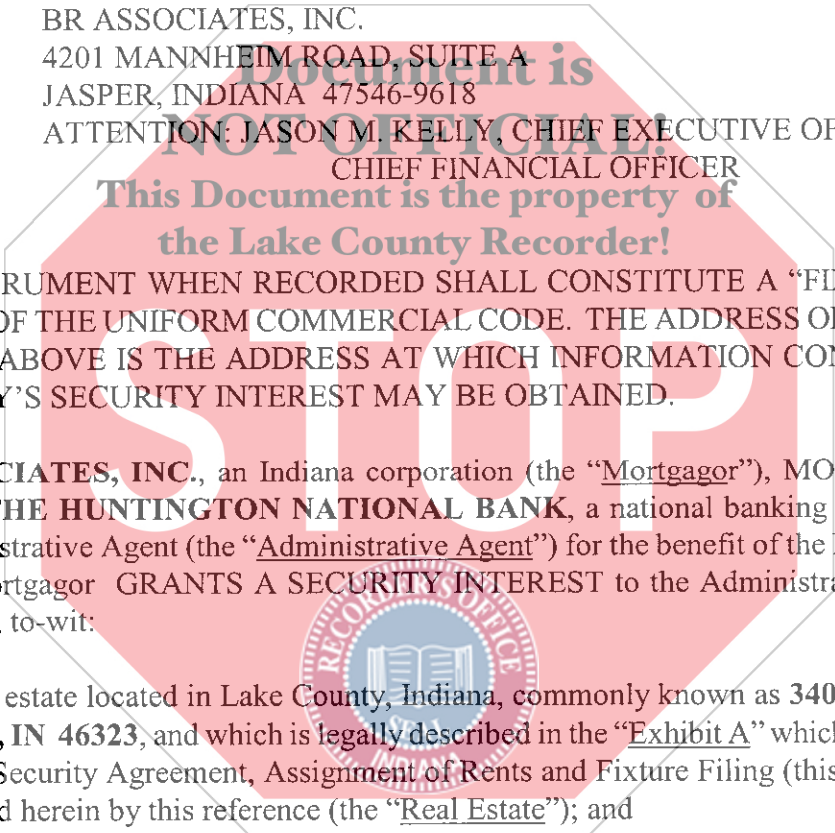 BR ASSOCIATES, INC.
4201 MANNHEIM ROAD, SUITE A
Document is
JASPER, INDIANA 47546-9618
ATTENTION: JASON M. KELLY, CHIEF EXECUTIVE OF
NOT OFFICIAL!
CHIEF FINANCIAL OFFICER
This Document is the property of
the Lake County Recorder!
RUMENT WHEN RECORDED SHALL CONSTITUTE A “FI
OF THE UNIFORM COMMERCIAL CODE. THE ADDRESS O
ABOVE IS THE ADDRESS AT WHICH INFORMATION CON
Y’S SECURITY INTEREST MAY BE OBTAINED.
STOP
CIATES, INC., an Indiana corporation (the “Mortgagor”), MO
THE HUNTINGTON NATIONAL BANK, a national banking
strative Agent (the “Administrative Agent”) for the benefit of the
rtgagor GRANTS A SECURITY INTEREST to the Administra
to-wit:
RECORDER'S OFFICE
estate located in Lake County, Indiana, commonly known as 340
, IN 46323, and which is legally described in the “Exhibit A” which
SEAL
INDIANA
Security Agreement, Assignment of Rents and Fixture Filing (this
d herein by this reference (the “Real Estate”); and